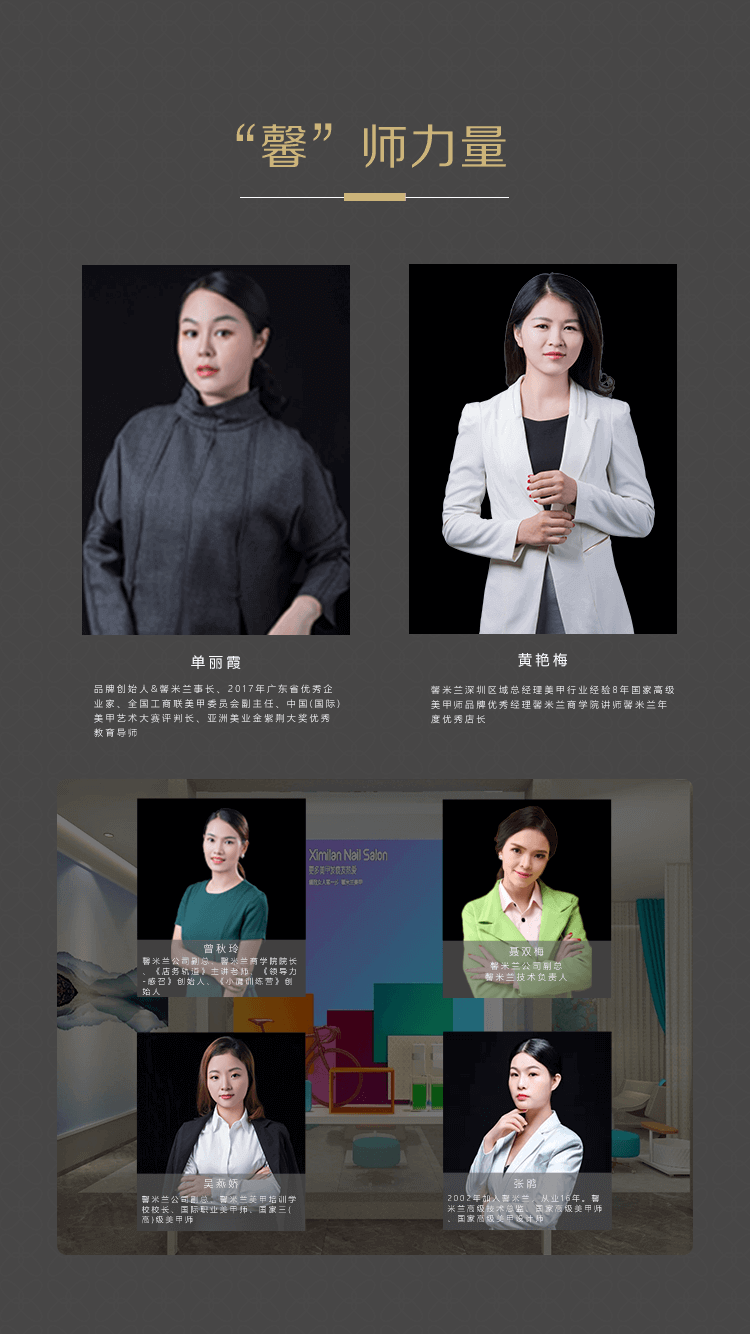 “馨”师力量
单丽霞
品牌创始人&馨米兰事长、2017年广东省优秀企
业家、全国工商联美甲委员会副主任、中国(国际)
美甲艺术大赛评判长、亚洲美业金紫荆大奖优秀
教育导师
黄艳梅
馨米兰深圳区域总经理美甲行业经验8年国家高级
美甲师品牌优秀经理馨米兰商学院讲师馨米兰年
度优秀店长
Ximilan Nail Salon
曾秋玲
馨米兰公司副总、馨米兰商学院院长
、《店务轨道》主讲老师、《领导力
-感召》创始人、《小鹰训练营》创
始人
聂双梅
馨米兰公司副总
馨米兰技术负责人
吴燕娇
馨米兰公司副总、馨米兰美甲培训学
校校长、国际职业美甲师、国家三(
高)级美甲师
张鹃
2002年加入馨米兰、从业16年。馨
米兰高级技术总监、国家高级美甲师
、国家高级美甲设计师